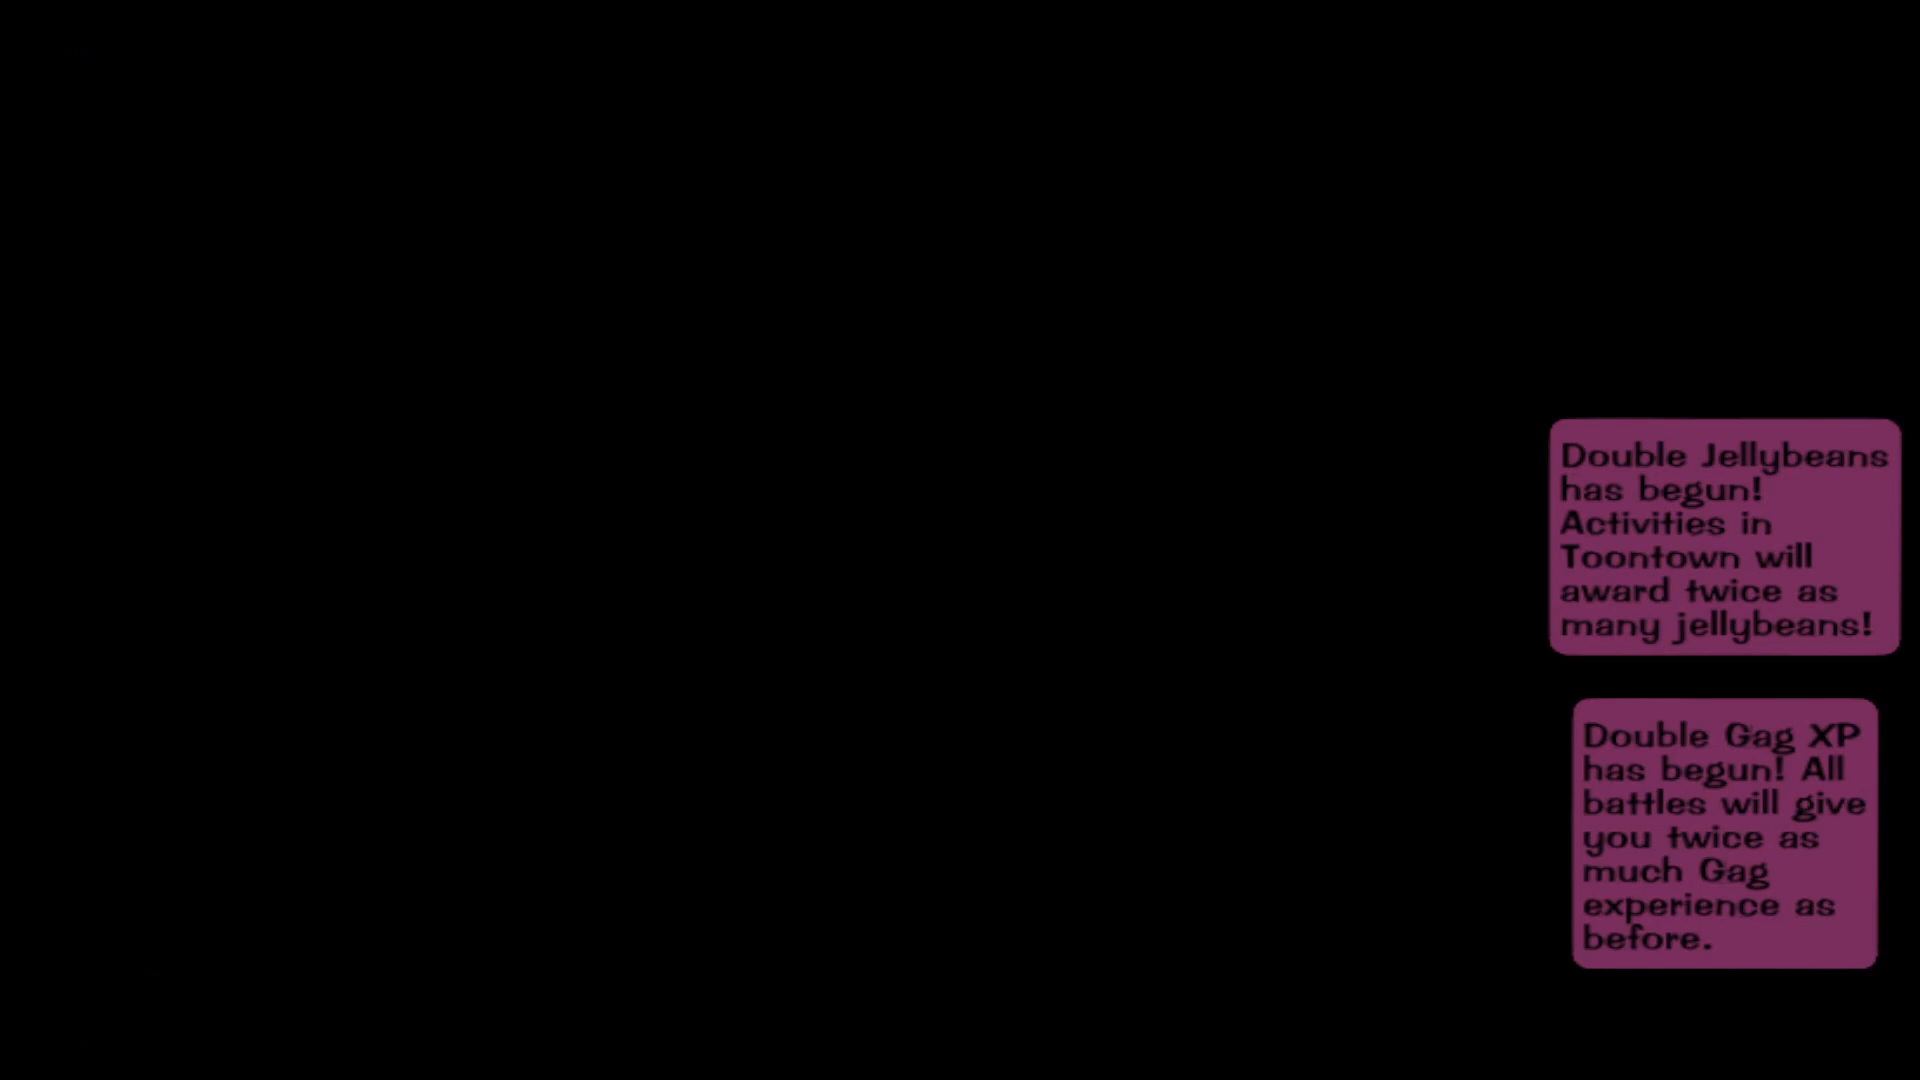 Double Jellybeans
has begun!
Activities in
Toontown will
award twice as
many jellybeans!
Double Gag XP
has begun! All
battles will give
you twice as
much Gag
experience as
before.